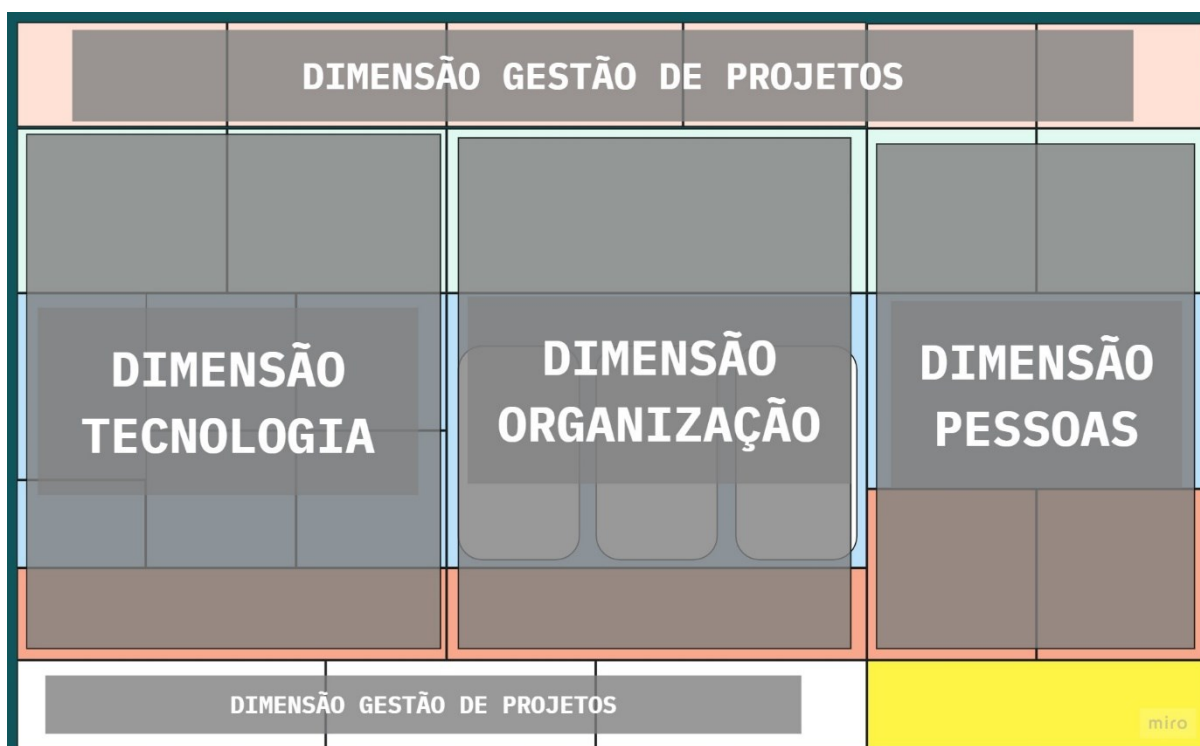 DIMENSÃO GESTÃO DE PROJETOS
DIMENSÃO
TECNOLOGIA
DIMENSÃO
ORGANIZAÇÃO
DIMENSÃO
PESSOAS
DIMENSÃO GESTÃO DE PROJETOS
miro